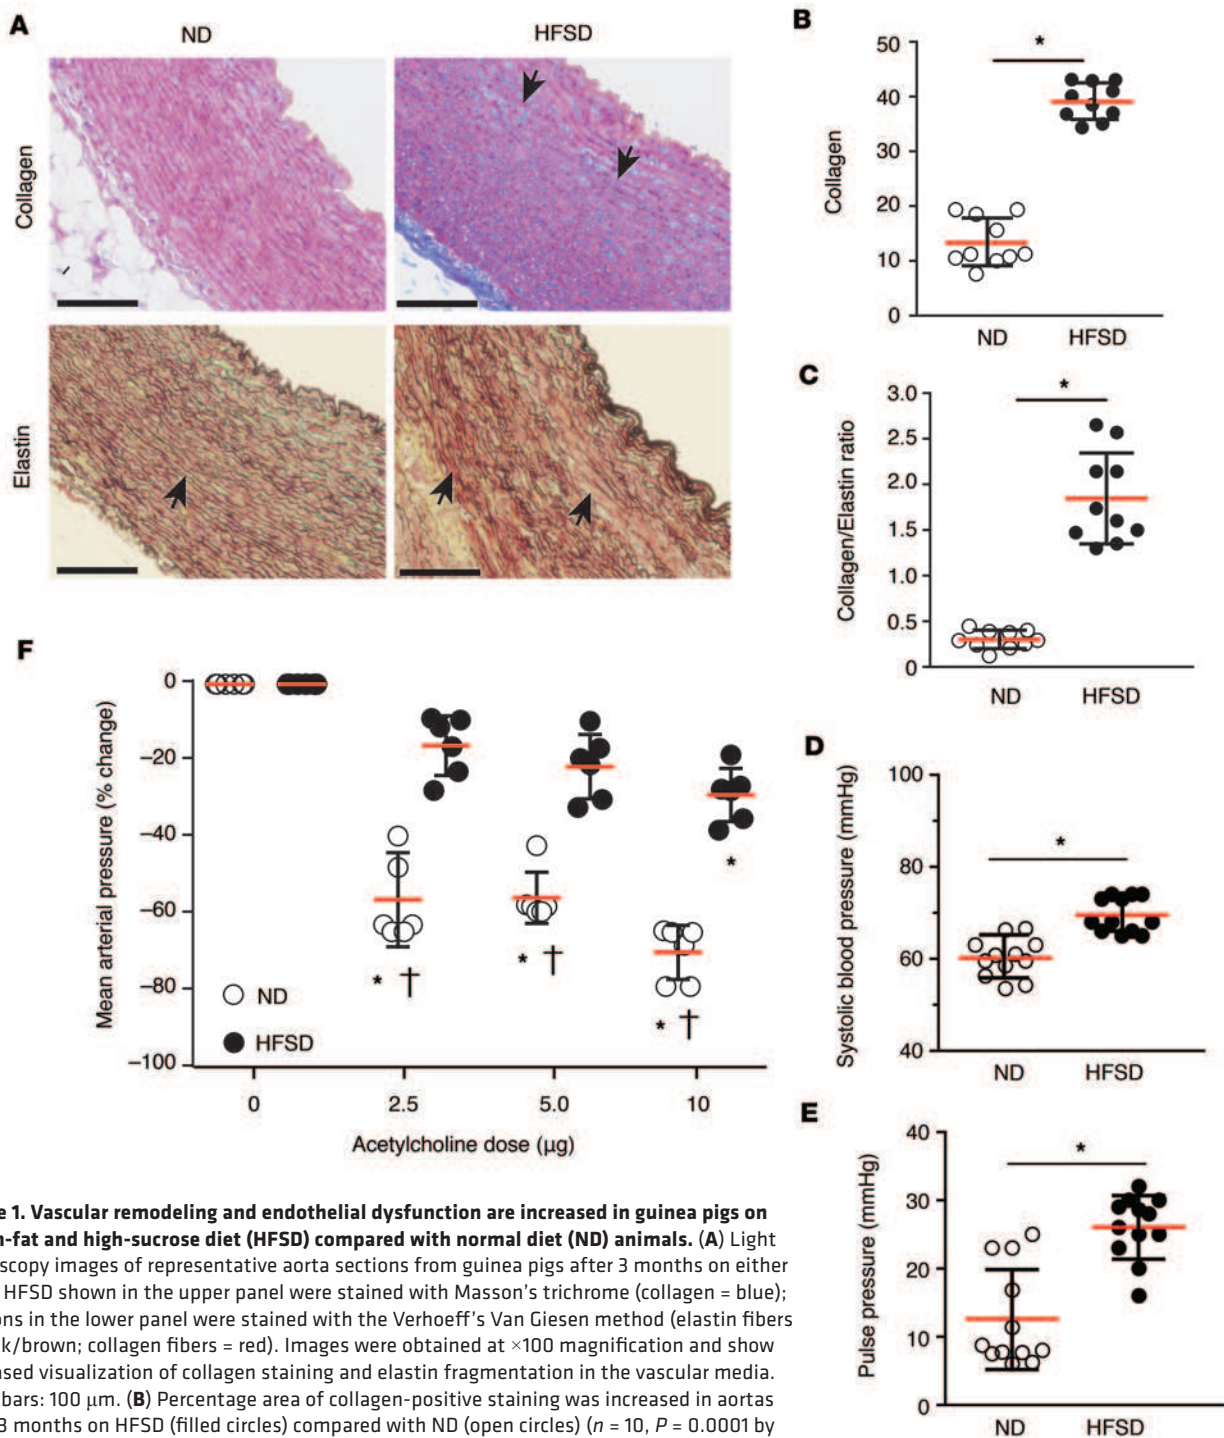 A
ND
HFSD
Collagen
Elastin
B
Collagen
50
40
30
20
10
0
*
ND
HFSD
C
Collagen/Elastin ratio
3.0
2.5
2.0
1.5
1.0
0.5
0
*
ND
HFSD
D
Systolic blood pressure (mmHg)
100
80
60
40
*
ND
HFSD
E
Pulse pressure (mmHg)
40
30
20
10
0
*
ND
HFSD
F
Mean arterial pressure (% change)
0
–20
–40
–60
–80
–100
* †
* †
* †
*
ND
HFSD
0
2.5
5.0
10
Acetylcholine dose (µg)
e 1. Vascular remodeling and endothelial dysfunction are increased in guinea pigs on
-fat and high-sucrose diet (HFSD) compared with normal diet (ND) animals. (A) Light
scopy images of representative aorta sections from guinea pigs after 3 months on either
HFSD shown in the upper panel were stained with Masson's trichrome (collagen = blue);
ons in the lower panel were stained with the Verhoeff's Van Giesen method (elastin fibers
k/brown; collagen fibers = red). Images were obtained at ×100 magnification and show
ased visualization of collagen staining and elastin fragmentation in the vascular media.
bars: 100 μm. (B) Percentage area of collagen-positive staining was increased in aortas
3 months on HFSD (filled circles) compared with ND (open circles) (n = 10, P = 0.0001 by